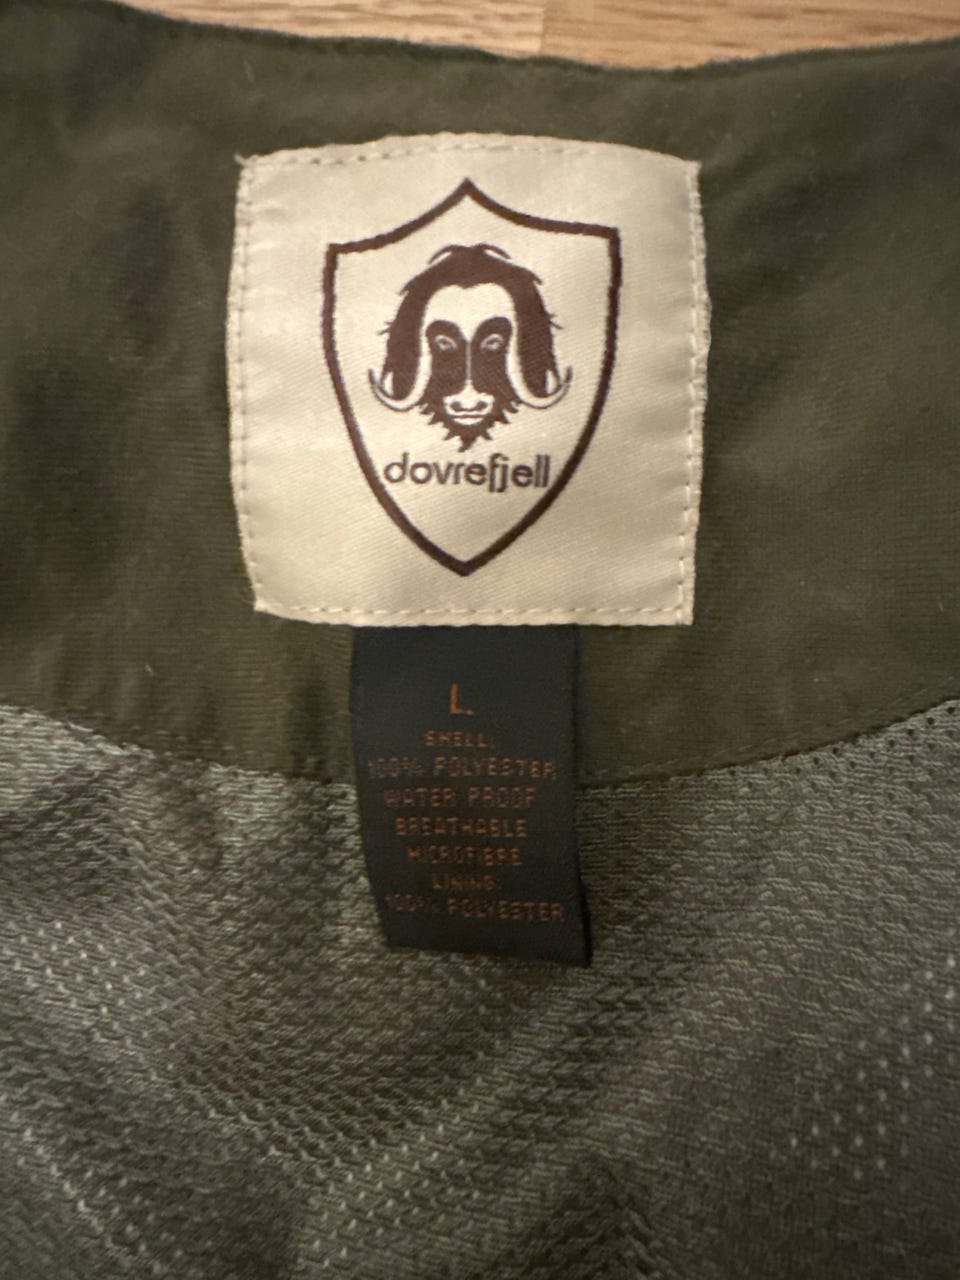 dovrefjell
L.
SHELL:
100% POLYESTER
WATER PROOF
BREATHABLE
MICROFIBRE
LINING:
100% POLYESTER